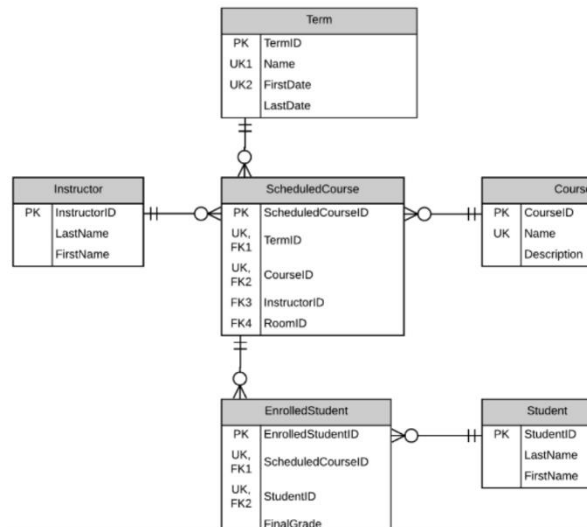 Term
PK TermID
UK1 Name
UK2 FirstDate
LastDate
Instructor
PK InstructorID
LastName
FirstName
ScheduledCourse
PK ScheduledCourseID
UK, FK1 TermID
UK, FK2 CourseID
FK3 InstructorID
FK4 RoomID
Cours
PK CourseID
UK Name
Description
EnrolledStudent
PK EnrolledStudentID
UK, FK1 ScheduledCourseID
UK, FK2 StudentID
FinalGrade
Student
PK StudentID
LastName
FirstName